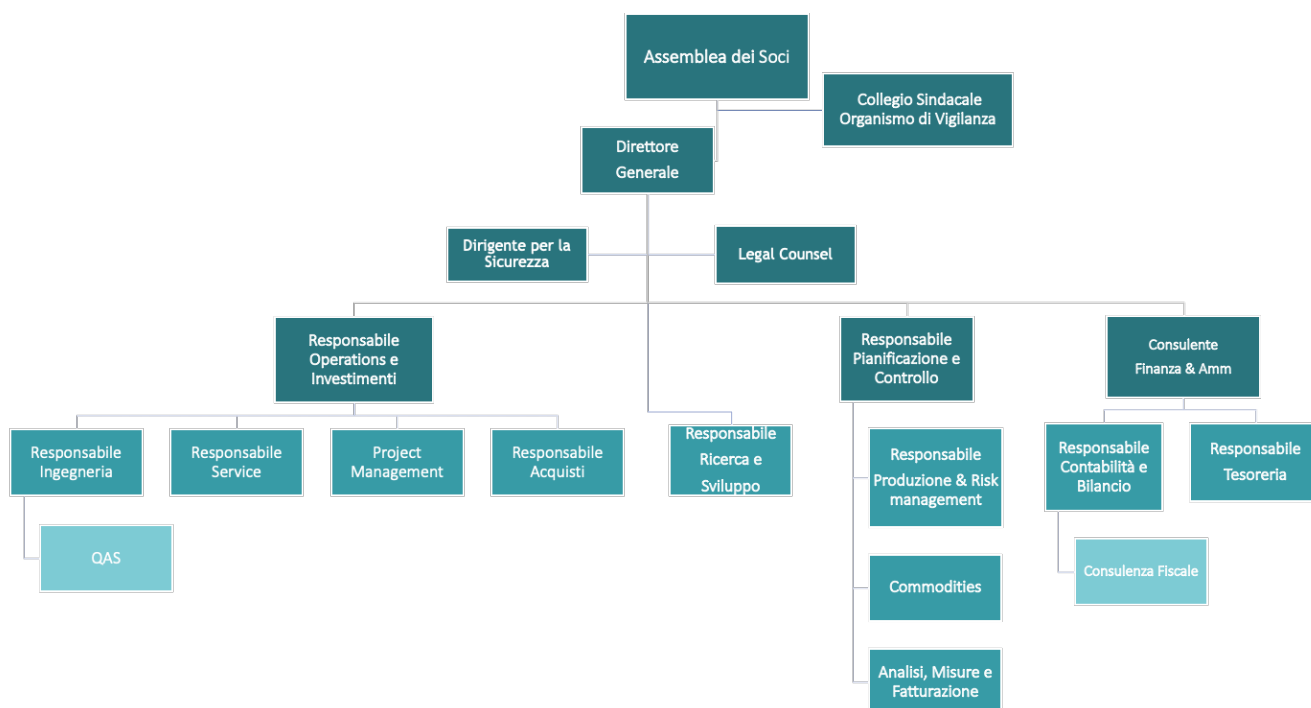 Assemblea dei Soci
Collegio Sindacale
Organismo di Vigilanza
Direttore
Generale
Dirigente per la
Sicurezza
Legal Counsel
Responsabile
Operations e
Investimenti
Responsabile
Pianificazione e
Controllo
Consulente
Finanza & Amm
Responsabile
Ingegneria
Responsabile
Service
Project
Management
Responsabile
Acquisti
Responsabile
Ricerca e
Sviluppo
Responsabile
Produzione & Risk
management
Responsabile
Contabilità e
Bilancio
Responsabile
Tesoreria
QAS
Consulenza Fiscale
Commodities
Analisi, Misure e
Fatturazione